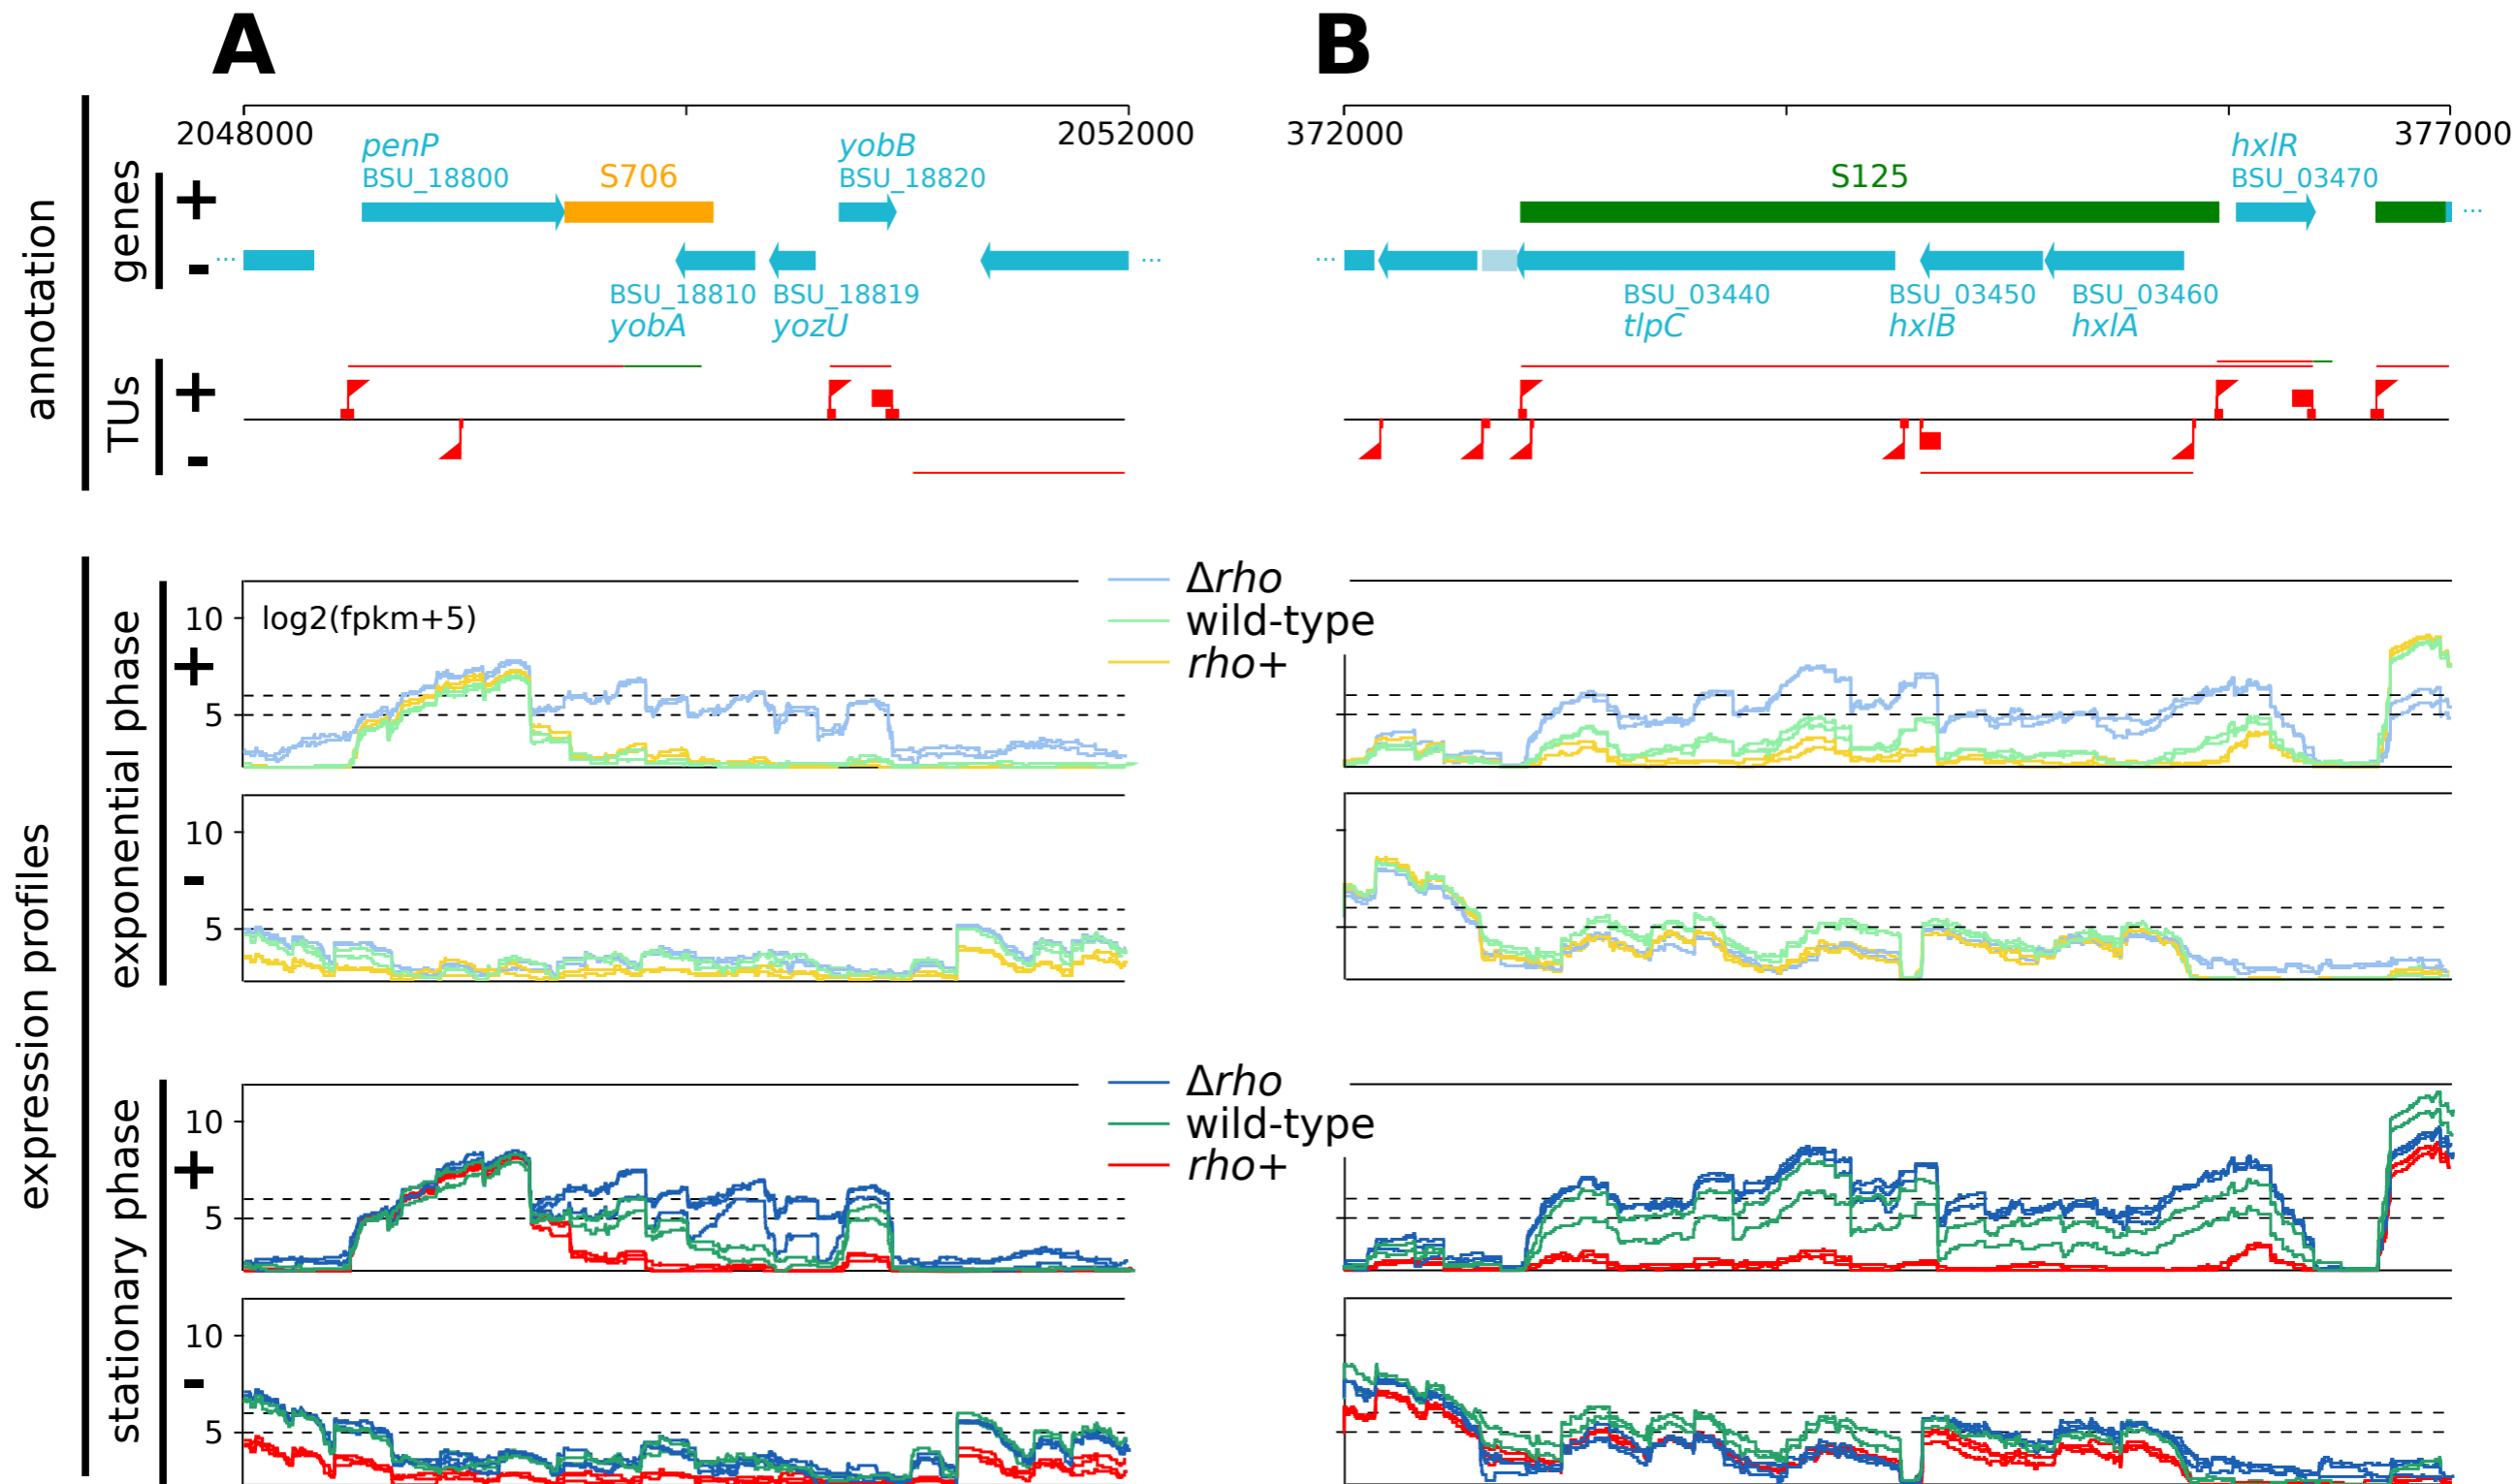 A
B
2048000
2052000
372000
377000
annotation
genes
+
-
penP
BSU_18800
S706
yobB
BSU_18820
...
...
BSU_18810
yobA
BSU_18819
yozU
S125
hxlR
BSU_03470
...
...
BSU_03440
tlpC
BSU_03450
hxlB
BSU_03460
hxlA
TUs
+
-
expression profiles
exponential phase
+
10
5
log2(fpkm+5)
Δrho
wild-type
rho+
-
10
5
stationary phase
+
10
5
Δrho
wild-type
rho+
-
10
5